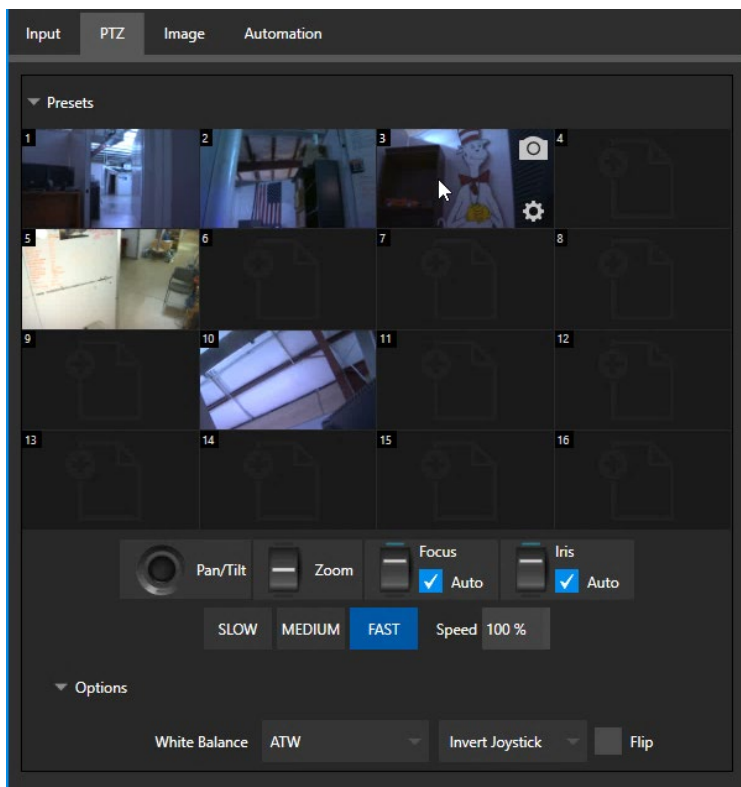 Input PTZ Image Automation
Presets
1 2 3 4
5 6 7 8
9 10 11 12
13 14 15 16
Pan/Tilt Zoom Focus Auto Iris Auto
SLOW MEDIUM FAST Speed 100 %
Options
White Balance ATW Invert Joystick Flip